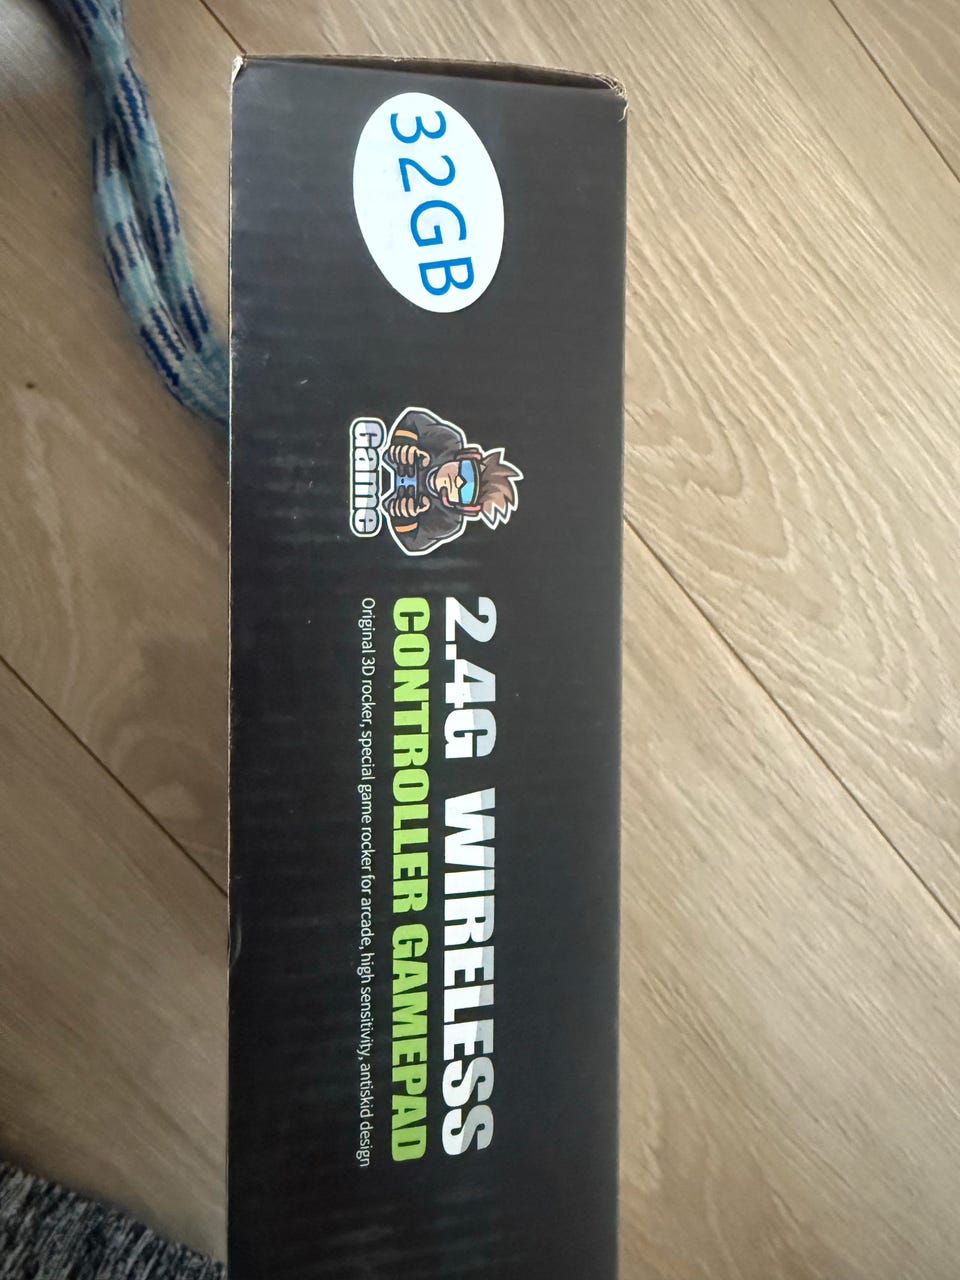 32GB
Game
2.4G WIRELESS
CONTROLLER GAMEPAD
Original 3D rocker, special game rocker for arcade, high sensitivity, antiskid design